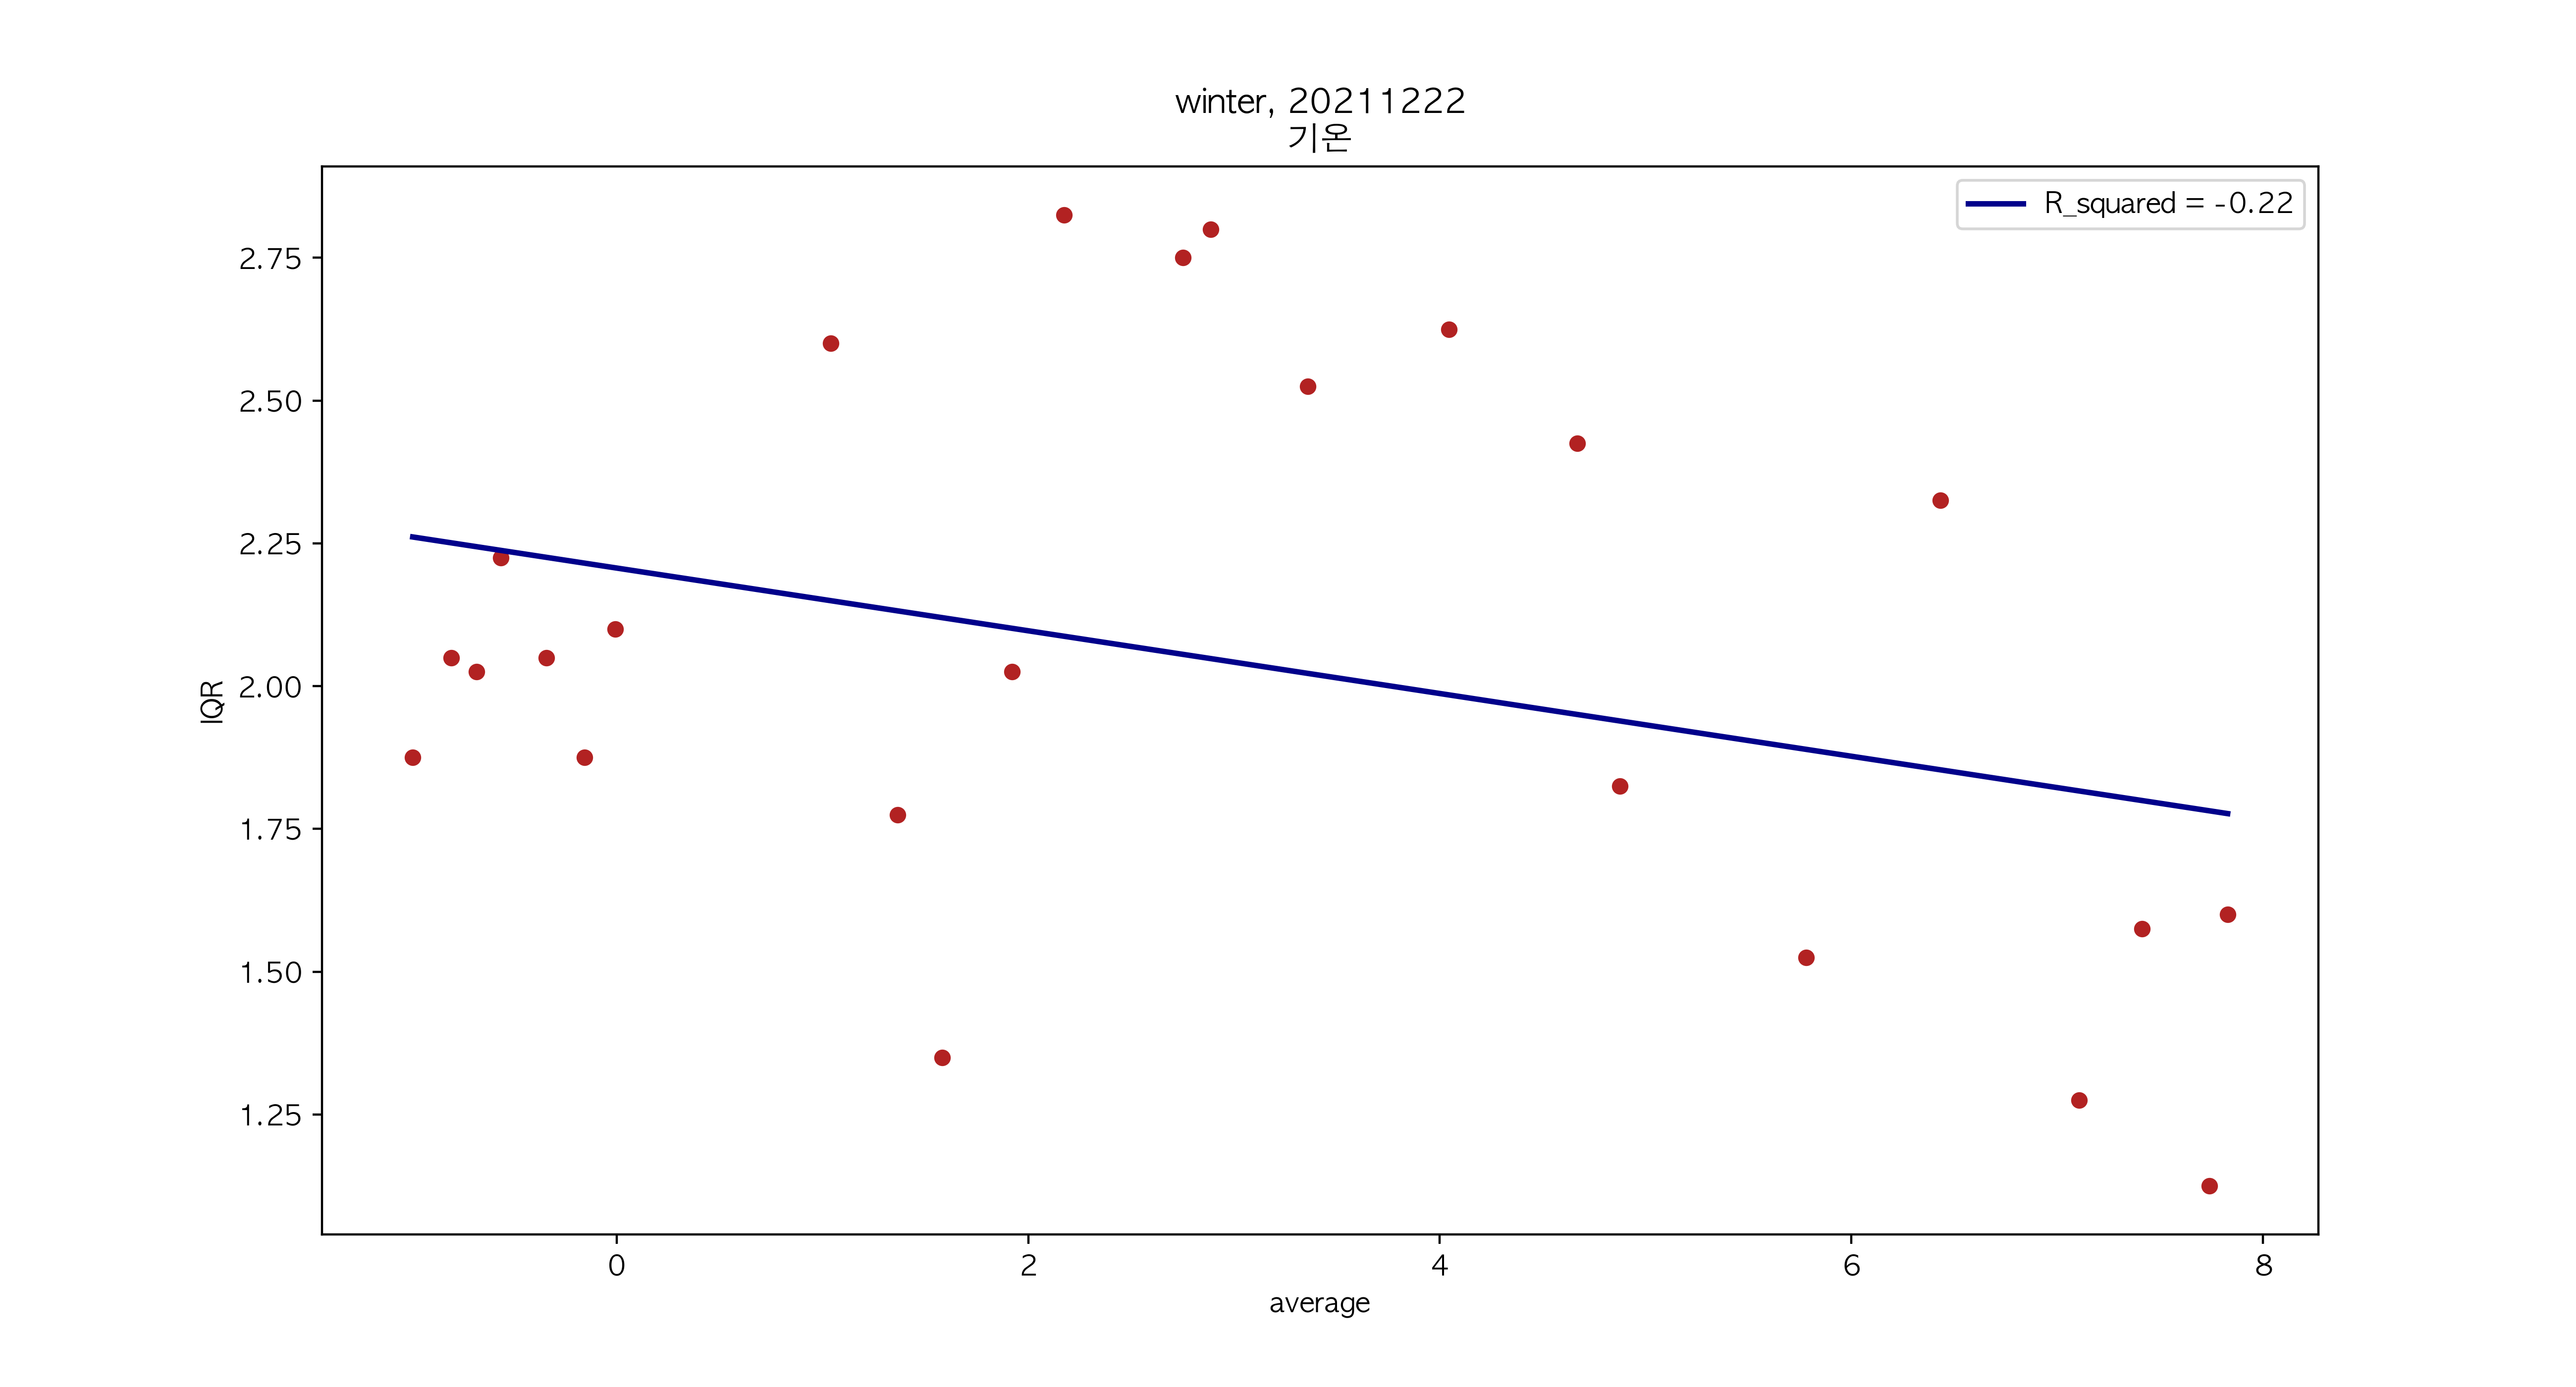 winter, 20211222
기온
R_squared = -0.22
IQR
2.75
2.50
2.25
2.00
1.75
1.50
1.25
0 2 4 6 8
average